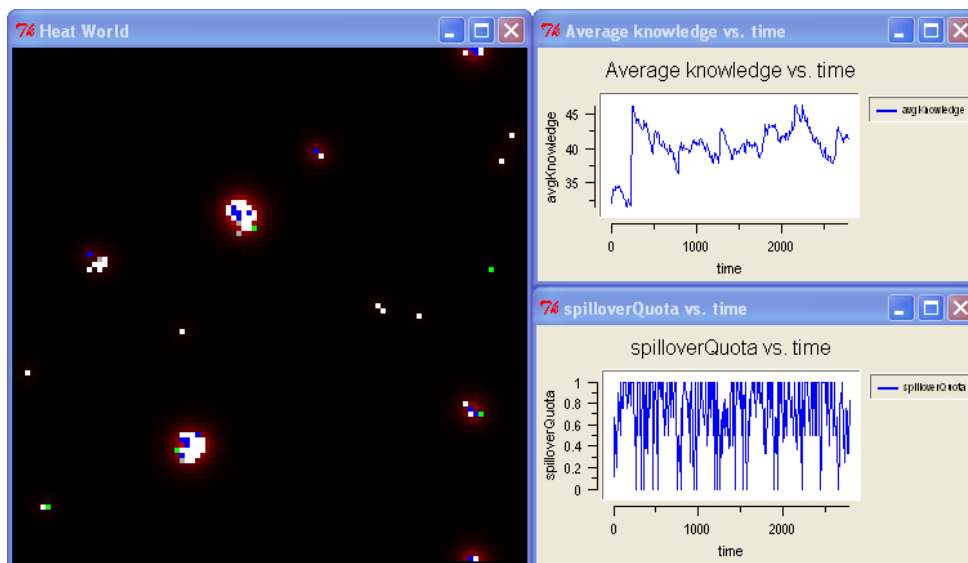 Heat World
Average knowledge vs. time
Average knowledge vs. time
avgKnowledge
45
40
35
0 1000 2000
time
avgKnowledge
spilloverQuota vs. time
spilloverQuota vs. time
spilloverQuota
1
0.8
0.6
0.4
0.2
0
0 1000 2000
time
spilloverQuota